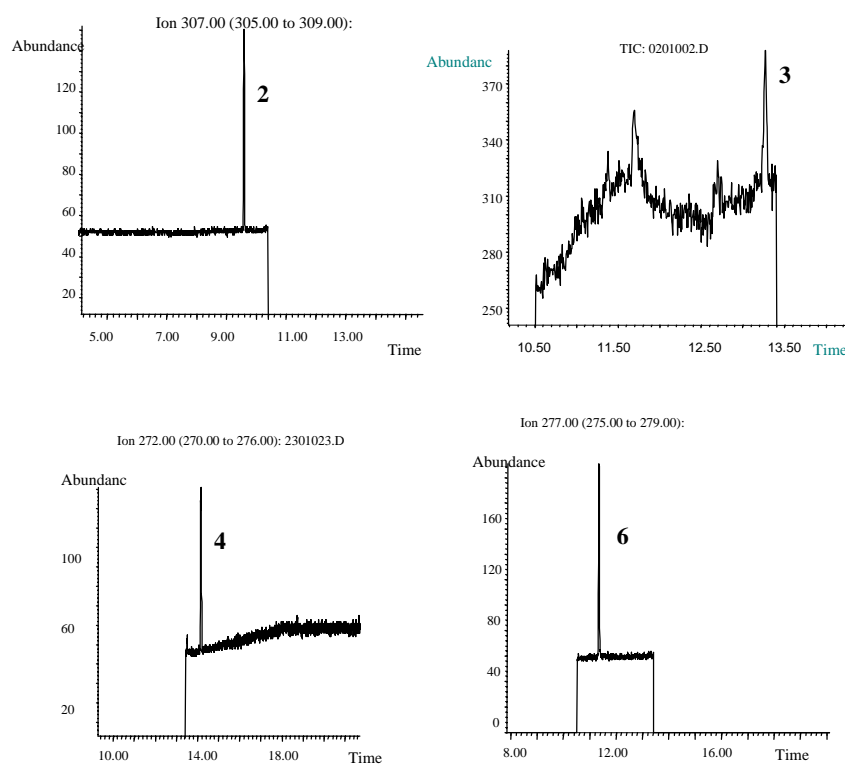 Ion 307.00 (305.00 to 309.00):
Abundance
2
120
100
80
60
40
20
5.00 7.00 9.00 11.00 13.00
Time
TIC: 0201002.D
Abundanc
3
370
340
310
280
250
10.50 11.50 12.50 13.50 Time
Ion 272.00 (270.00 to 276.00): 2301023.D
Abundanc
4
100
60
20
10.00 14.00 18.00 Time
Ion 277.00 (275.00 to 279.00):
Abundance
6
160
120
80
40
0
8.00 12.00 16.00 Time